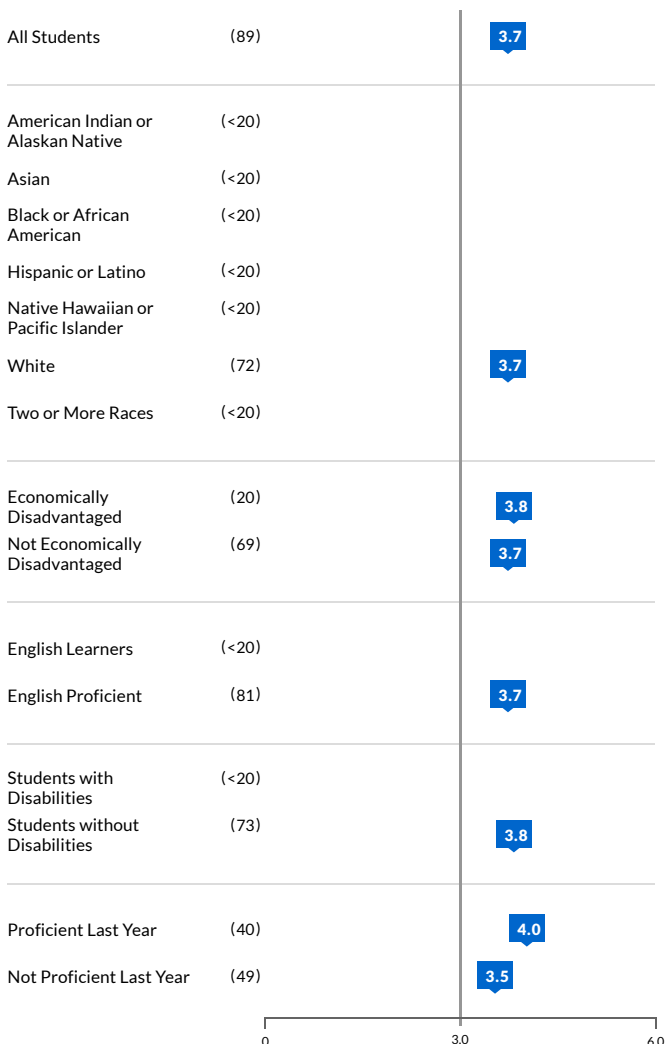 All Students (89) 3.7
American Indian or (<20)
Alaskan Native
Asian (<20)
Black or African (<20)
American
Hispanic or Latino (<20)
Native Hawaiian or (<20)
Pacific Islander
White (72) 3.7
Two or More Races (<20)
Economically (20) 3.8
Disadvantaged
Not Economically (69) 3.7
Disadvantaged
English Learners (<20)
English Proficient (81) 3.7
Students with (<20)
Disabilities
Students without (73) 3.8
Disabilities
Proficient Last Year (40) 4.0
Not Proficient Last Year (49) 3.5
0 3.0 6.0